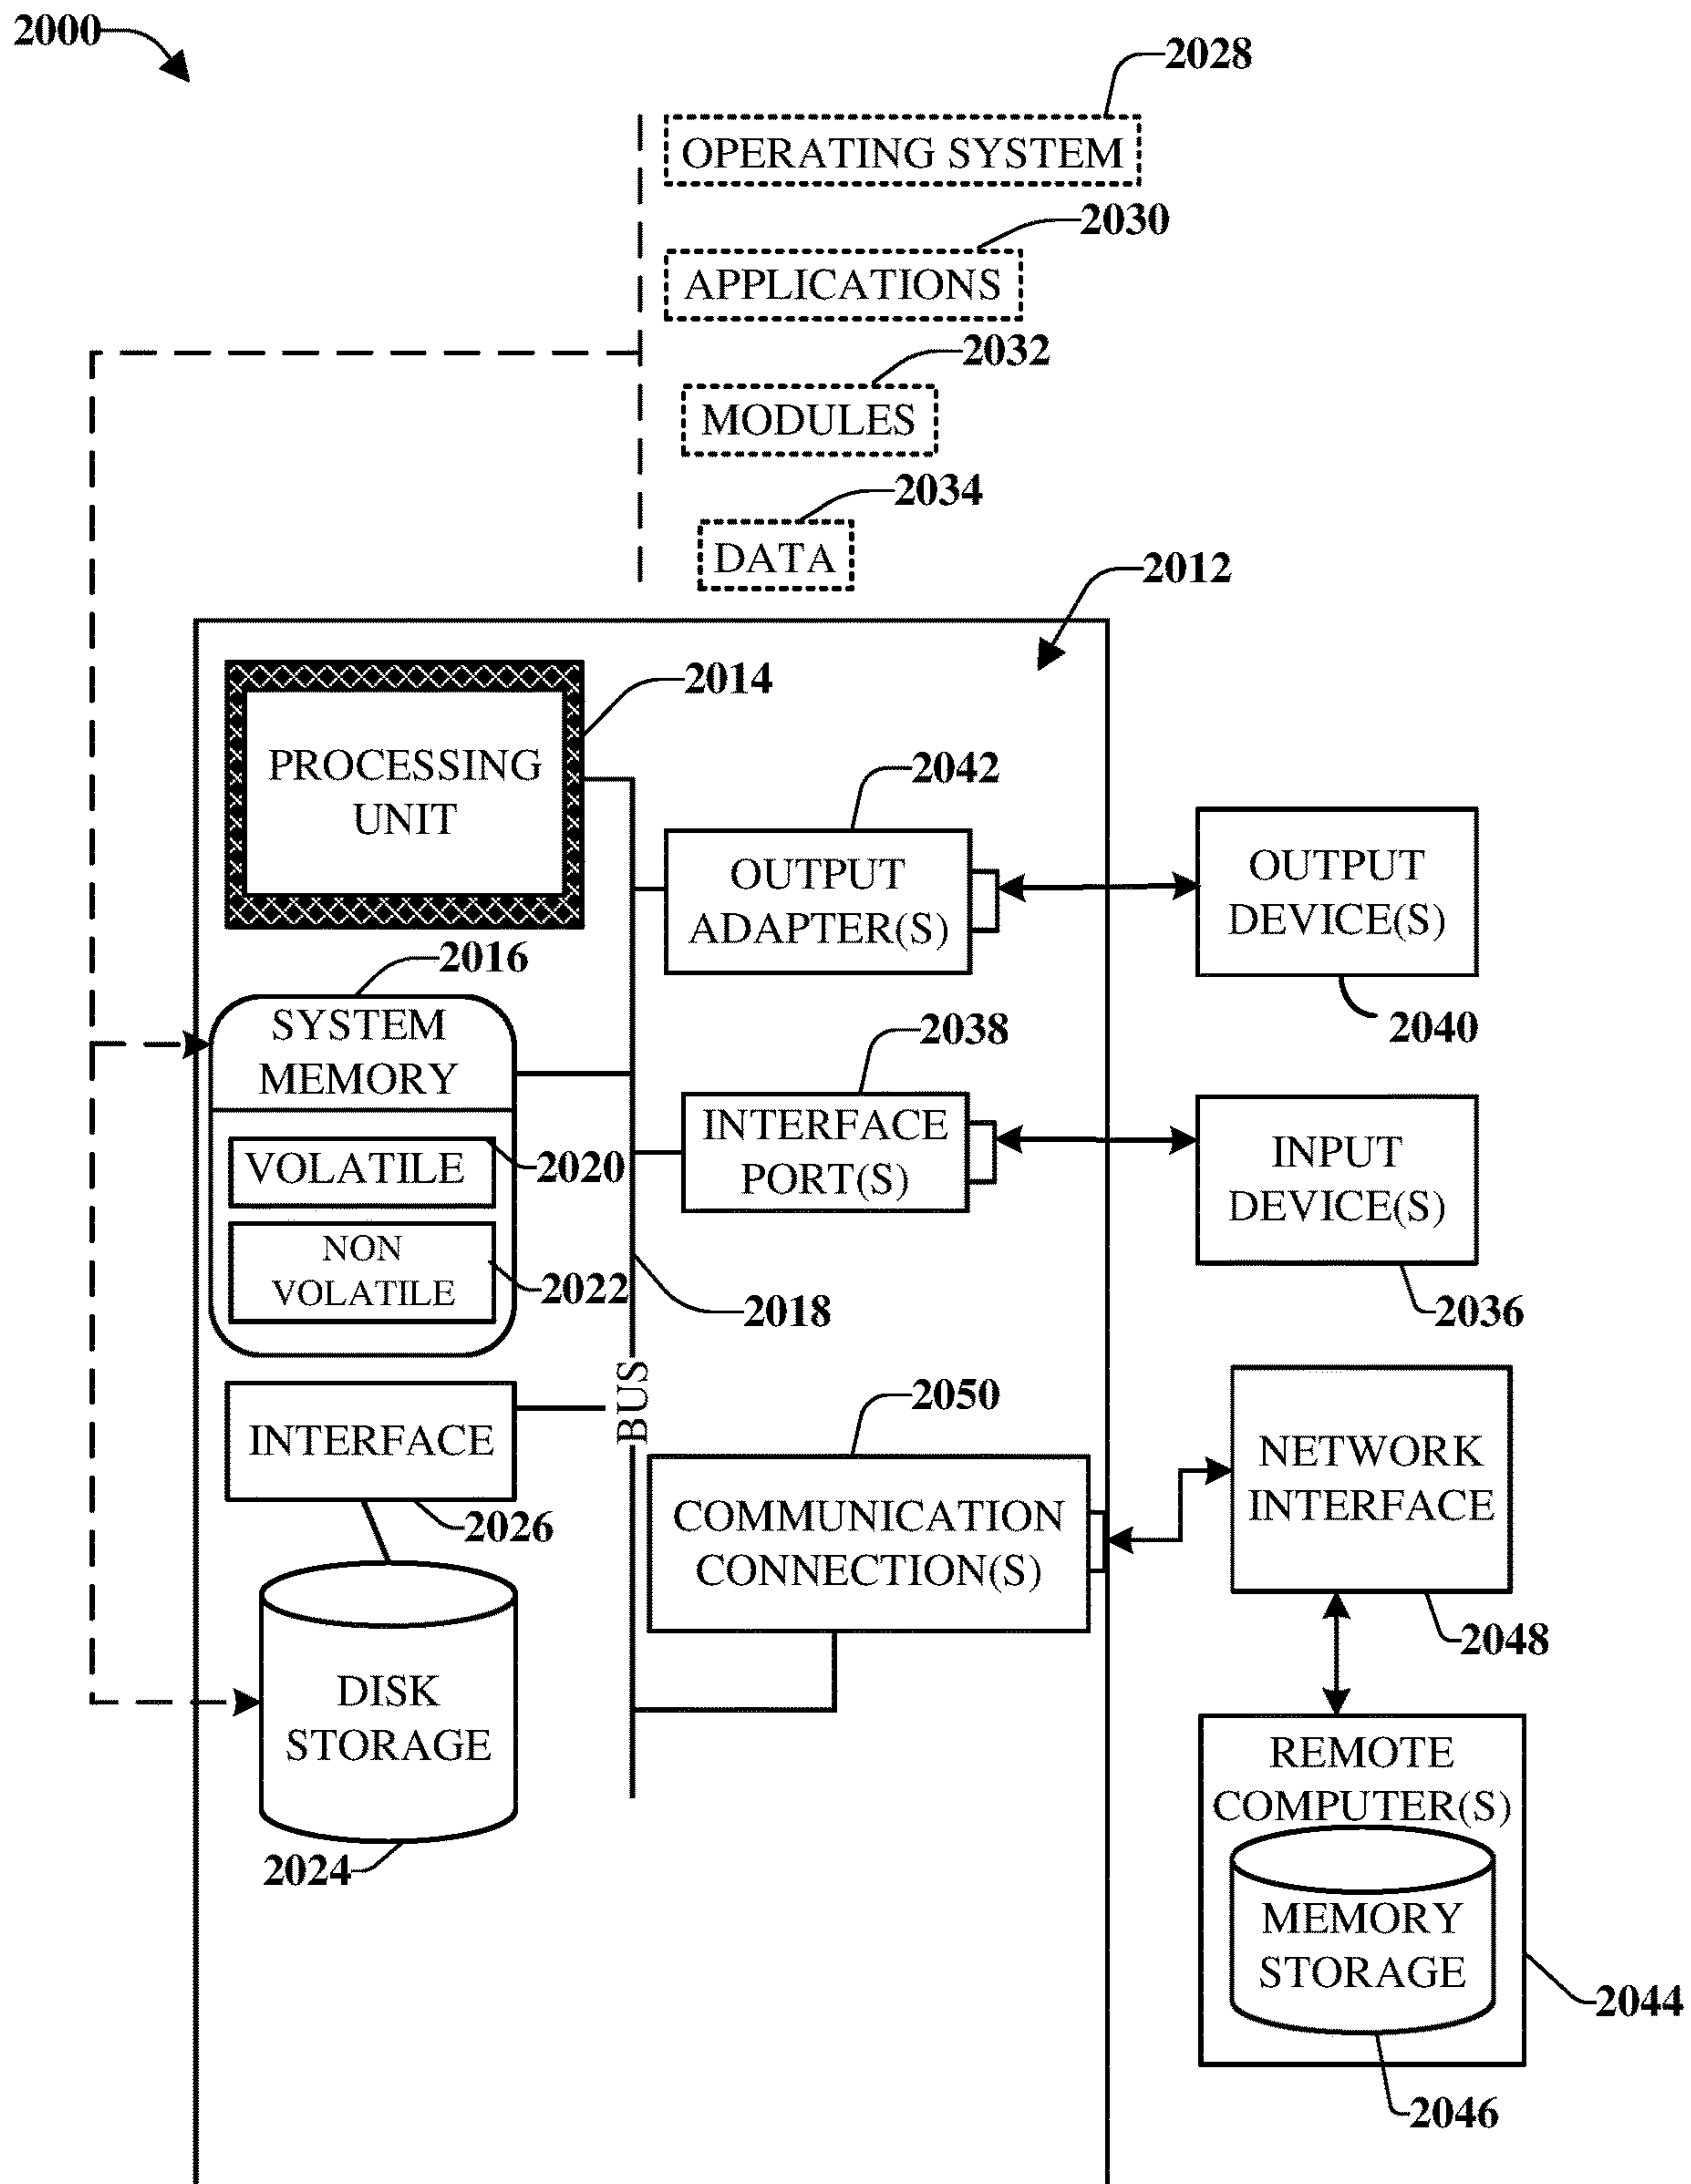 2000
2028
OPERATING SYSTEM
2030
APPLICATIONS
2032
MODULES
2034
DATA
2012
2014
PROCESSING
UNIT
2042
OUTPUT
ADAPTER(S)
OUTPUT
DEVICE(S)
2040
2016
SYSTEM
MEMORY
VOLATILE
2020
NON
VOLATILE
2022
2038
INTERFACE
PORT(S)
INPUT
DEVICE(S)
2036
2018
BUS
INTERFACE
2026
2050
COMMUNICATION
CONNECTION(S)
NETWORK
INTERFACE
2048
DISK
STORAGE
2024
REMOTE
COMPUTER(S)
MEMORY
STORAGE
2044
2046